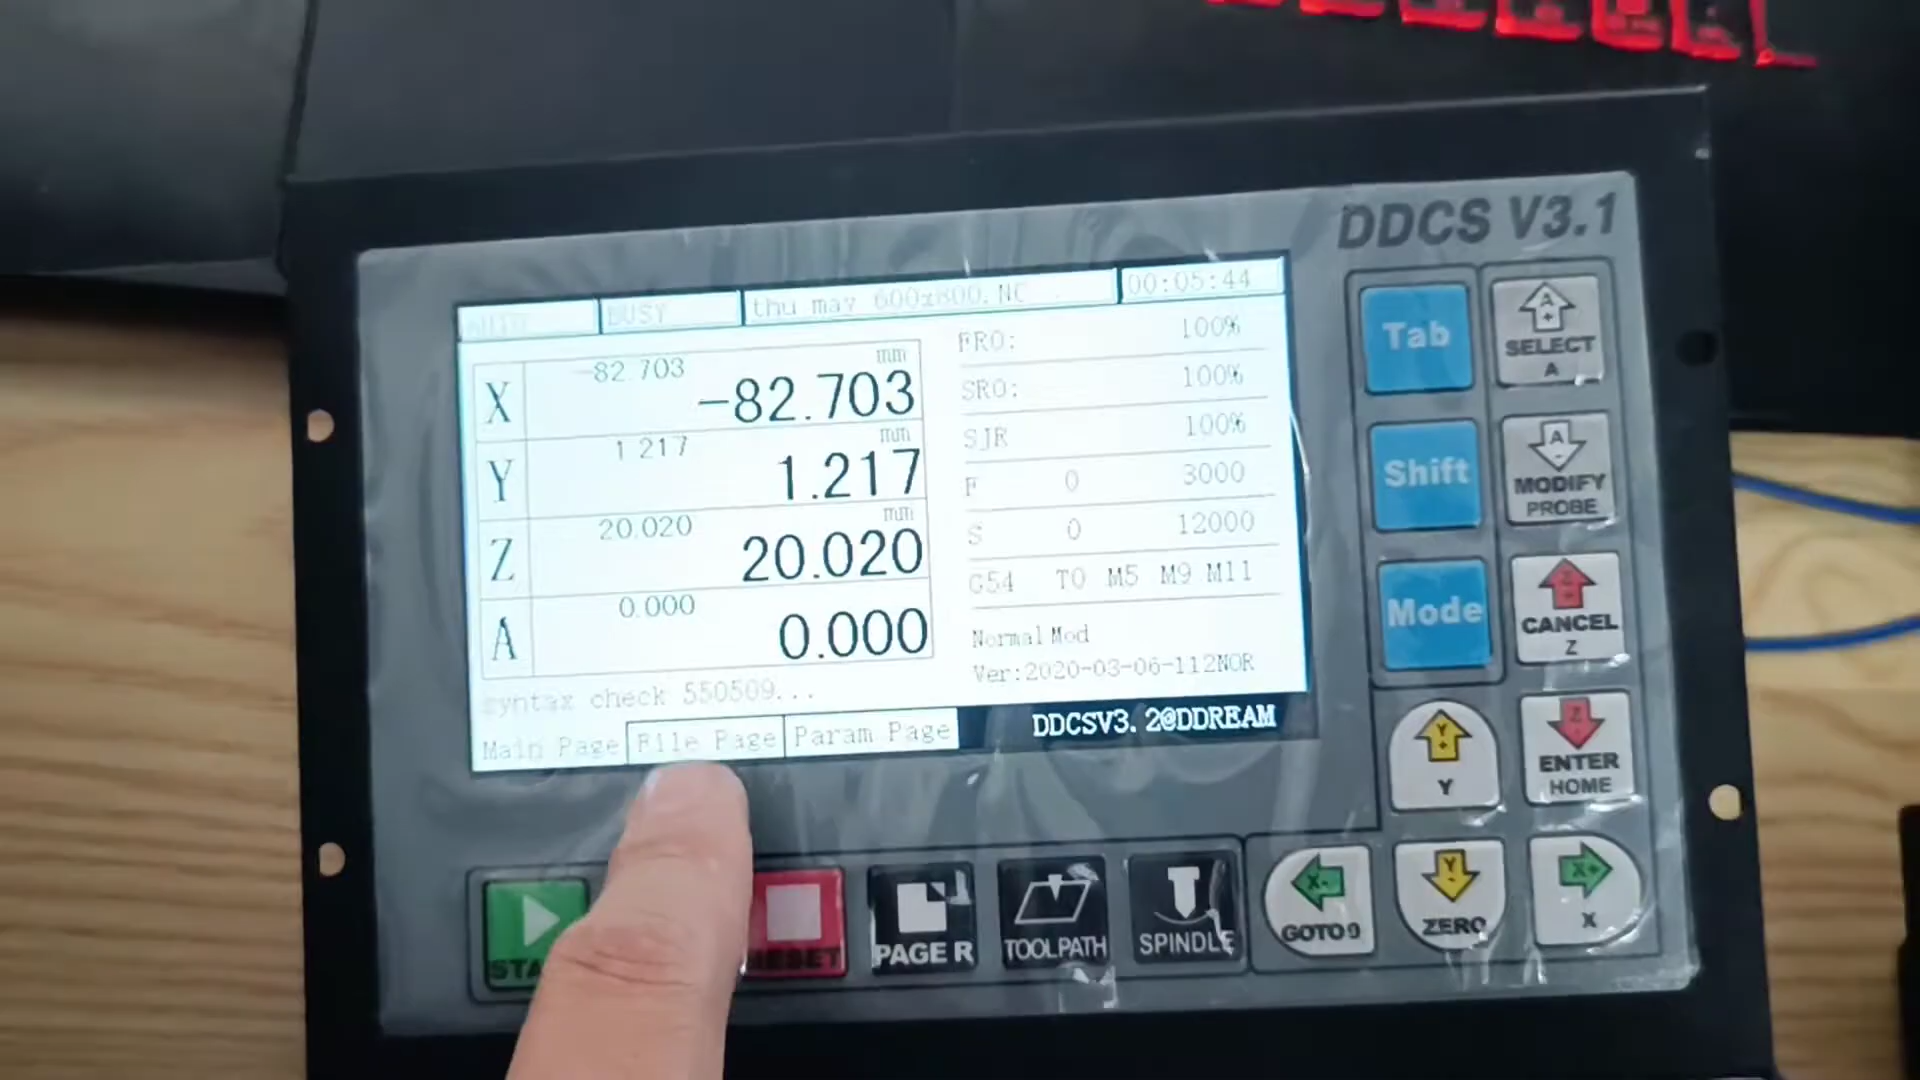 DDCS V3.1
AUTO BUSY thu may 600x800.NC 00:05:44
X -82.703 mm
-82.703
Y 1.217 mm
1.217
Z 20.020 mm
20.020
A 0.000
0.000
FRO: 100%
SRO: 100%
SJR 100%
F 0 3000
S 0 12000
G54 T0 M5 M9 M11
Normal Mod
Ver:2020-03-06-112NOR
syntax check 550509...
Main Page File Page Param Page
DDCSV3.2@DDREAM
Tab
A+
SELECT
A
Shift
A-
MODIFY
PROBE
Mode
Z+
CANCEL
Z
Y+
Y
Z-
ENTER
HOME
RESET
PAGE R
TOOLPATH
SPINDLE
X-
GOTO 0
Y-
ZERO
X+
X